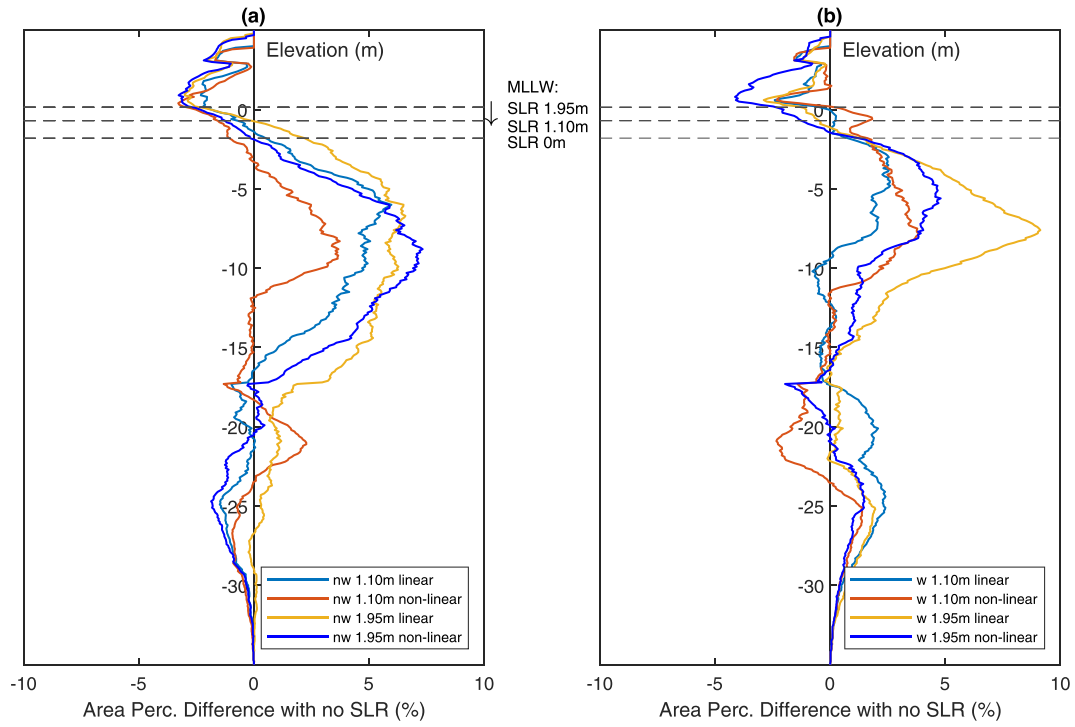 (a)
Elevation (m)
0
-5
-10
-15
-20
-25
-30
nw 1.10m linear
nw 1.10m non-linear
nw 1.95m linear
nw 1.95m non-linear
-10 -5 0 5 10
Area Perc. Difference with no SLR (%)
MLLW:
SLR 1.95m
SLR 1.10m
SLR 0m
(b)
Elevation (m)
0
-5
-10
-15
-20
-25
-30
w 1.10m linear
w 1.10m non-linear
w 1.95m linear
w 1.95m non-linear
-10 -5 0 5 10
Area Perc. Difference with no SLR (%)